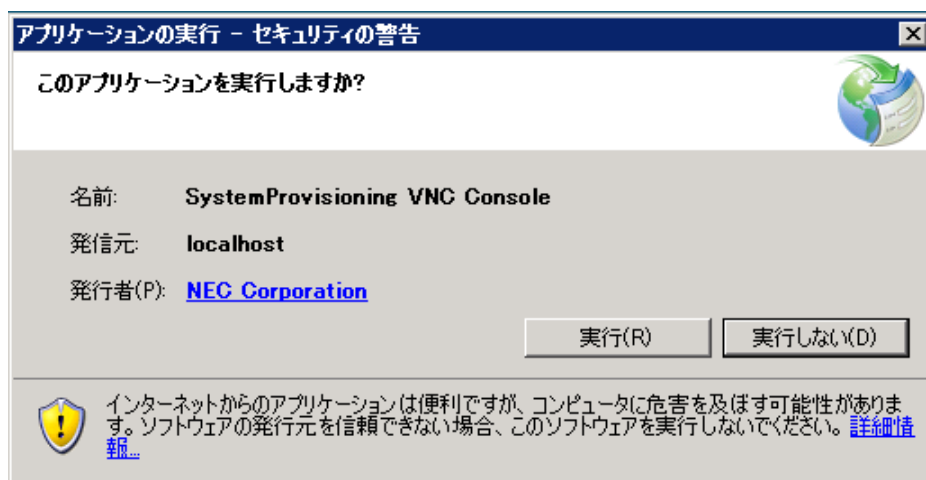 アプリケーションの実行 - セキュリティの警告
このアプリケーションを実行しますか?
名前: SystemProvisioning VNC Console
発信元: localhost
発行者(P): NEC Corporation
実行(R) 実行しない(D)
インターネットからのアプリケーションは便利ですが、コンピュータに危害を及ぼす可能性がありま
す。ソフトウェアの発行元を信頼できない場合、このソフトウェアを実行しないでください。詳細情
報...